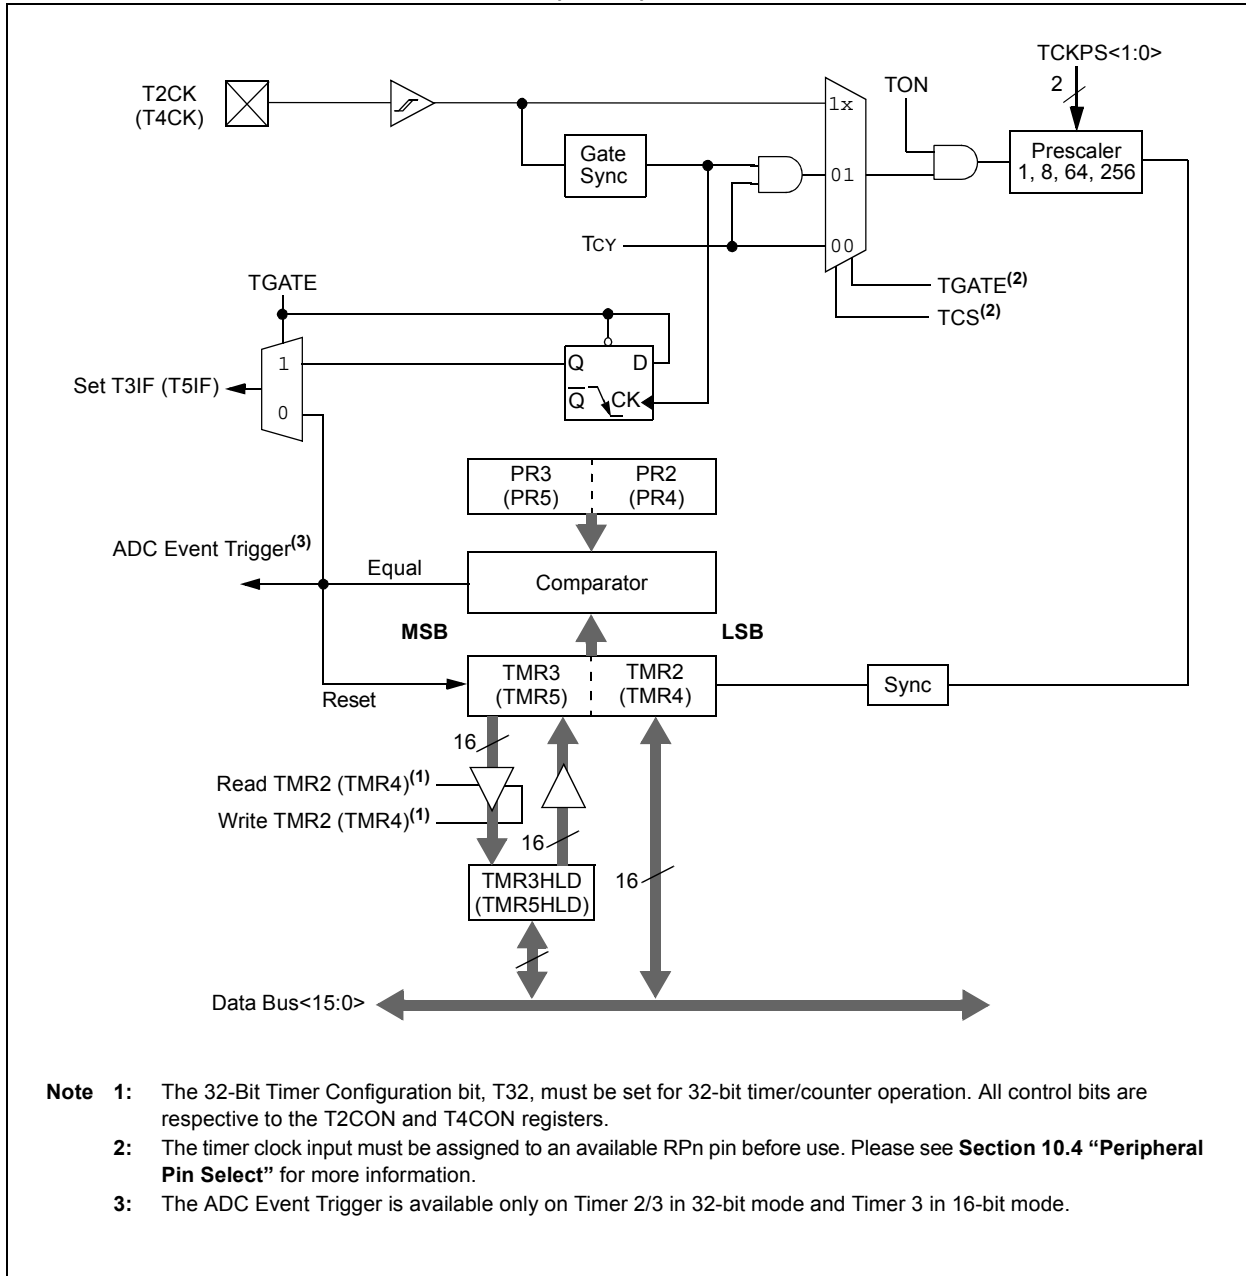 TCKPS<1:0>
2
TON
T2CK
(T4CK)
1x
Gate
Sync
Prescaler
1, 8, 64, 256
01
TCY
00
TGATE
TGATE(2)
TCS(2)
1
Q
D
Set T3IF (T5IF)
Q
CK
0
PR3
(PR5)
PR2
(PR4)
ADC Event Trigger(3)
Equal
Comparator
MSB
LSB
TMR3
(TMR5)
TMR2
(TMR4)
Sync
Reset
16
Read TMR2 (TMR4)(1)
Write TMR2 (TMR4)(1)
16
TMR3HLD
(TMR5HLD)
16
Data Bus<15:0>
Note 1: The 32-Bit Timer Configuration bit, T32, must be set for 32-bit timer/counter operation. All control bits are
respective to the T2CON and T4CON registers.
2: The timer clock input must be assigned to an available RPn pin before use. Please see Section 10.4 “Peripheral
Pin Select” for more information.
3: The ADC Event Trigger is available only on Timer 2/3 in 32-bit mode and Timer 3 in 16-bit mode.